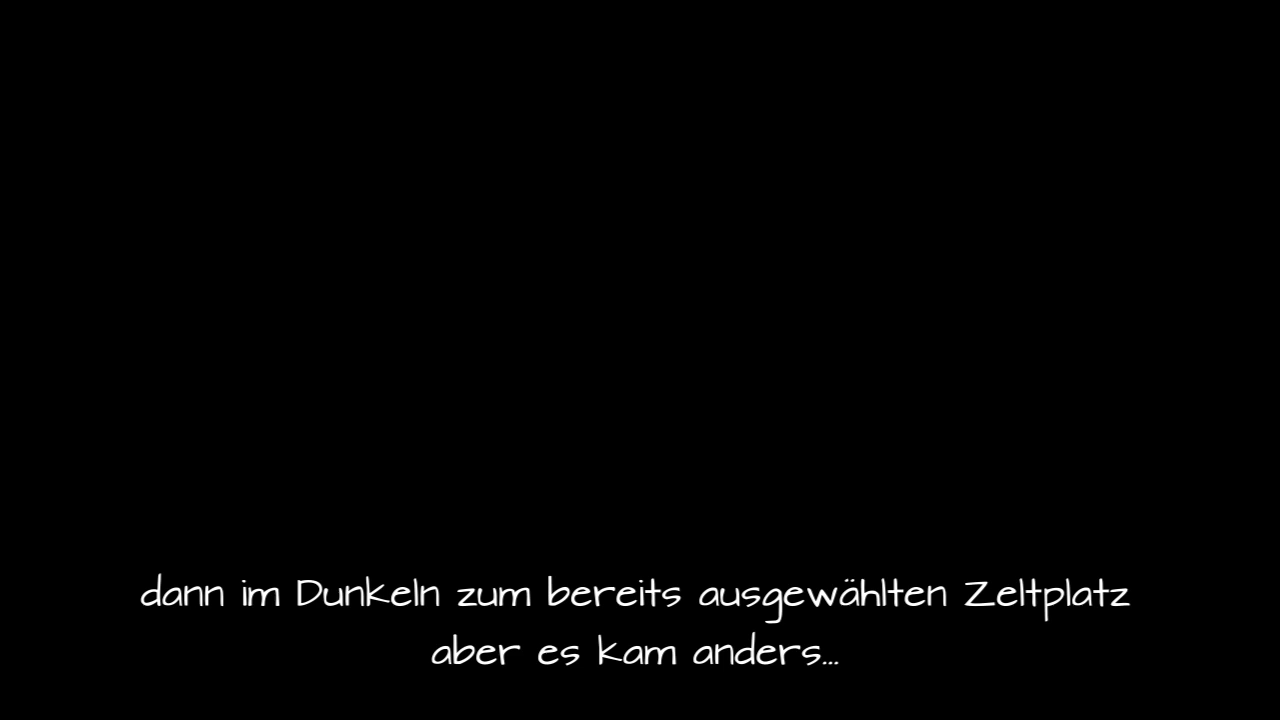 dann im Dunkeln zum bereits ausgewählten Zeltplatz
aber es kam anders...